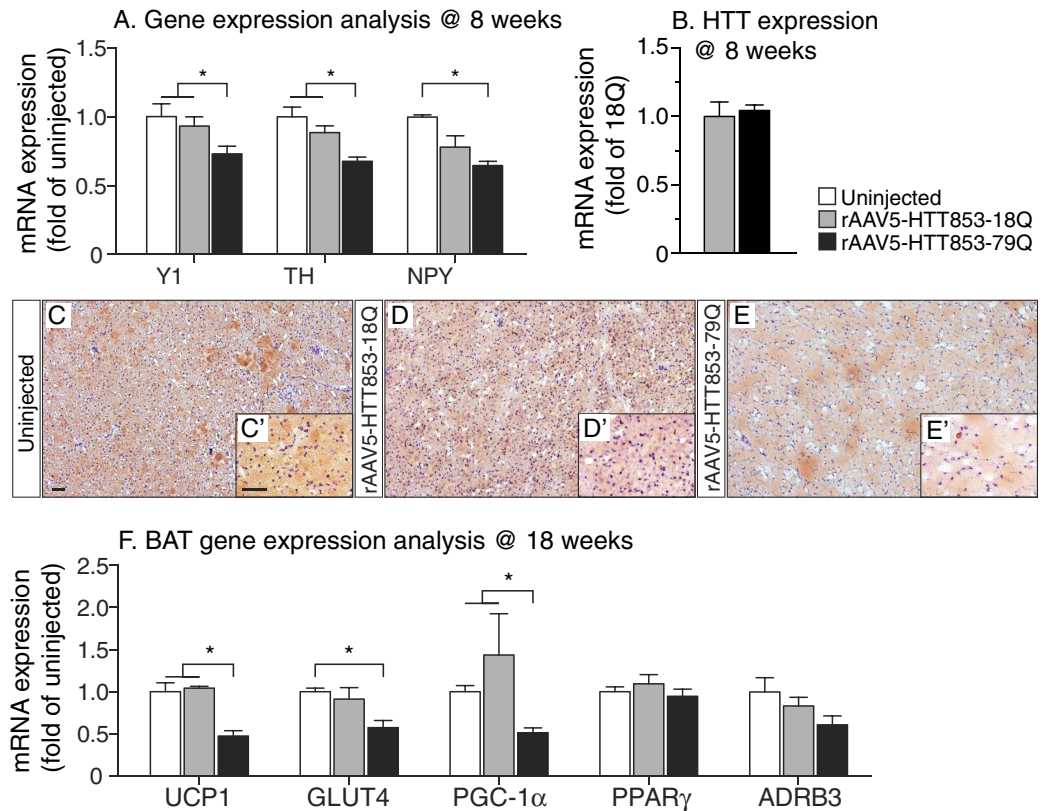 A. Gene expression analysis @ 8 weeks
mRNA expression
(fold of uninjected)
1.5
1.0
0.5
0
*
*
*
Y1
TH
NPY
B. HTT expression
@ 8 weeks
mRNA expression
(fold of 18Q)
1.5
1.0
0.5
0
Uninjected
rAAV5-HTT853-18Q
rAAV5-HTT853-79Q
Uninjected
C
C'
rAAV5-HTT853-18Q
D
D'
rAAV5-HTT853-79Q
E
E'
F. BAT gene expression analysis @ 18 weeks
mRNA expression
(fold of uninjected)
2.5
2.0
1.5
1.0
0.5
0
*
*
*
UCP1
GLUT4
PGC-1α
PPARγ
ADRB3